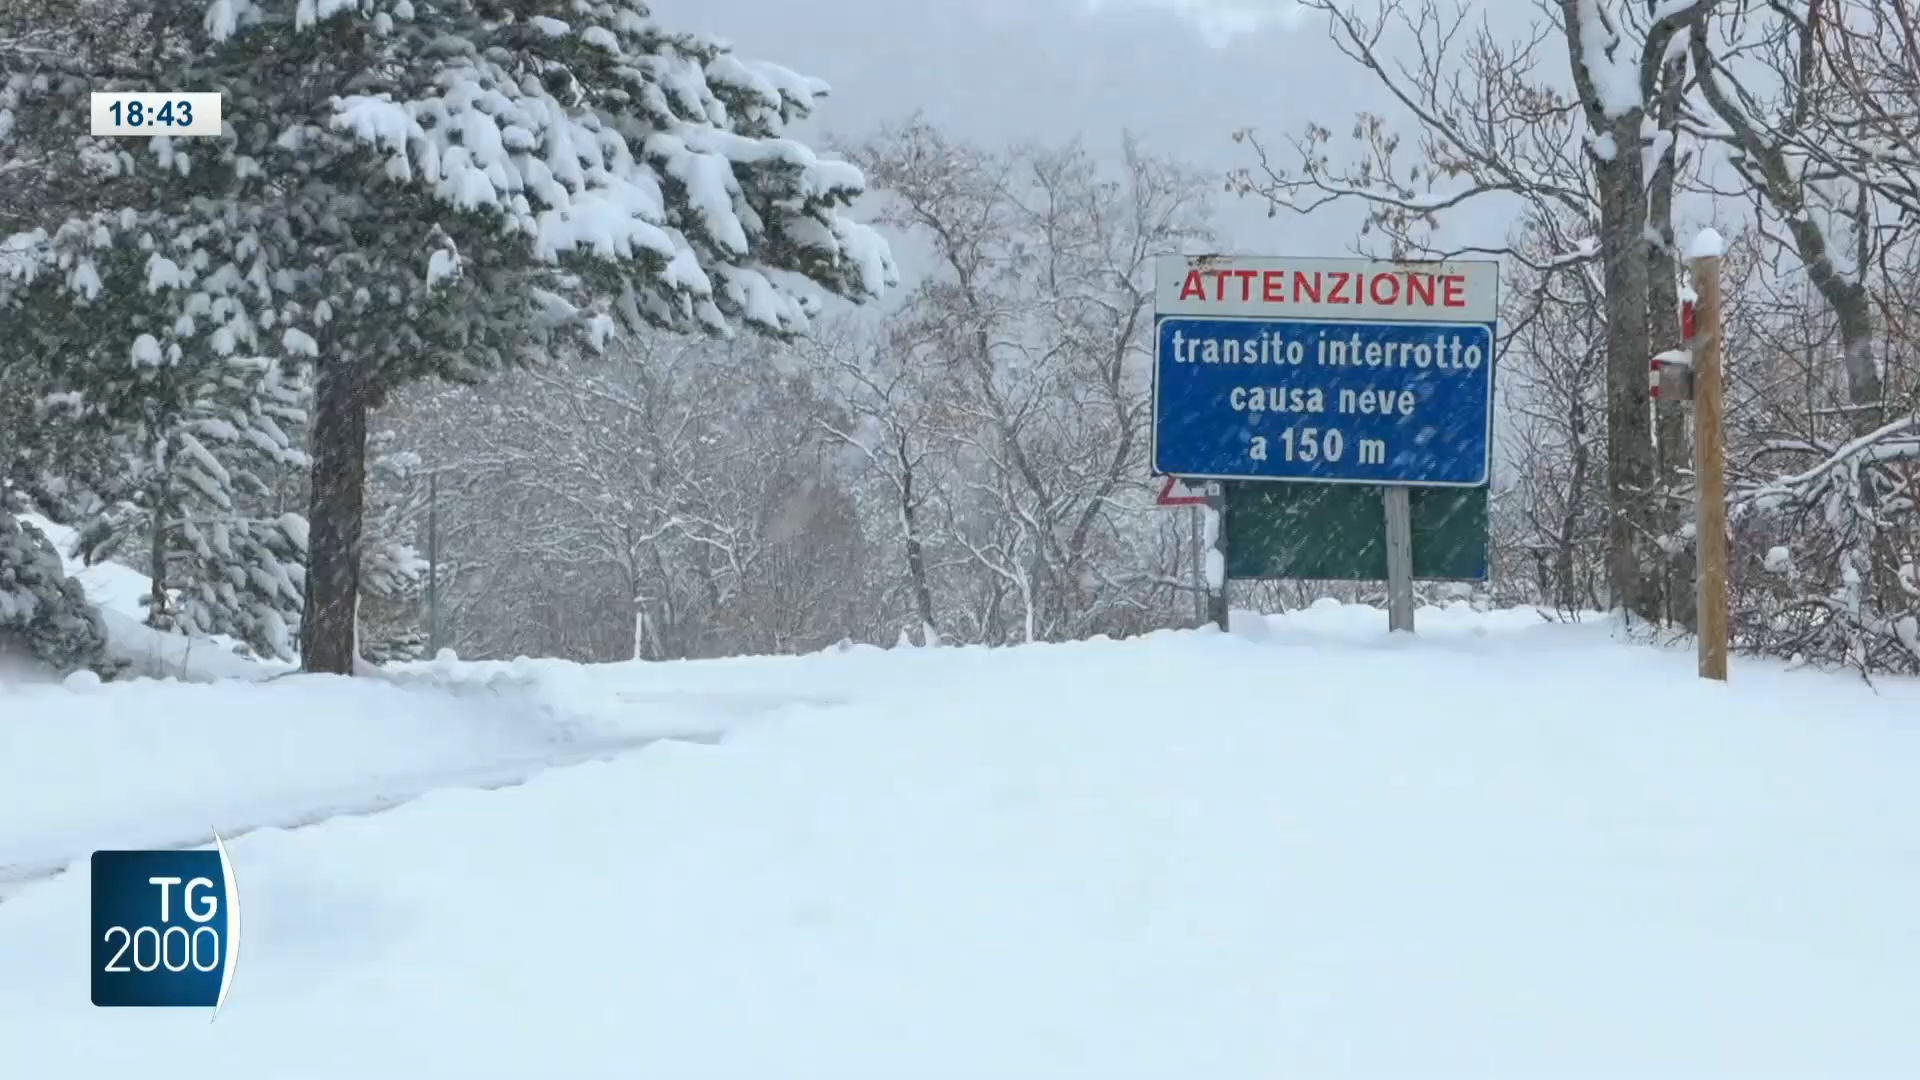 18:43
ATTENZIONE
transito interrotto
causa neve
a 150 m
TG
2000